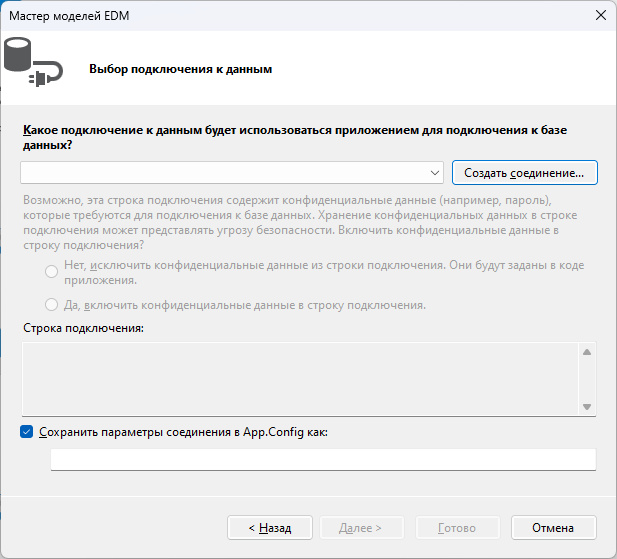 Мастер моделей EDM
Выбор подключения к данным
Какое подключение к данным будет использоваться приложением для подключения к базе
данных?
Создать соединение...
Возможно, эта строка подключения содержит конфиденциальные данные (например, пароль),
которые требуются для подключения к базе данных. Хранение конфиденциальных данных в строке
подключения может представлять угрозу безопасности. Включить конфиденциальные данные в
строку подключения?
Нет, исключить конфиденциальные данные из строки подключения. Они будут заданы в коде
приложения.
Да, включить конфиденциальные данные в строку подключения.
Строка подключения:
Сохранить параметры соединения в App.Config как:
< Назад
Далее >
Готово
Отмена